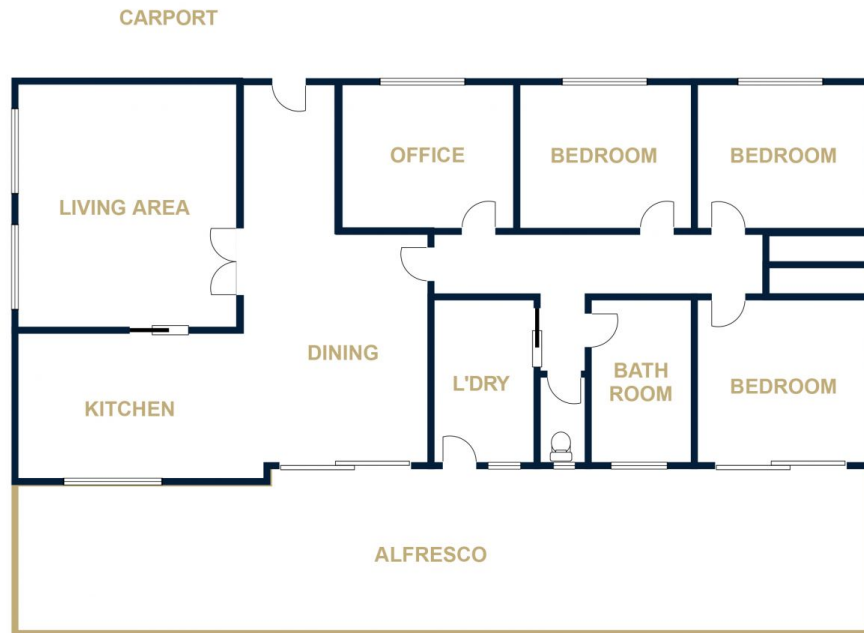 CARPORT
OFFICE
BEDROOM
BEDROOM
LIVING AREA
DINING
L'DRY
BATH
ROOM
BEDROOM
KITCHEN
ALFRESCO